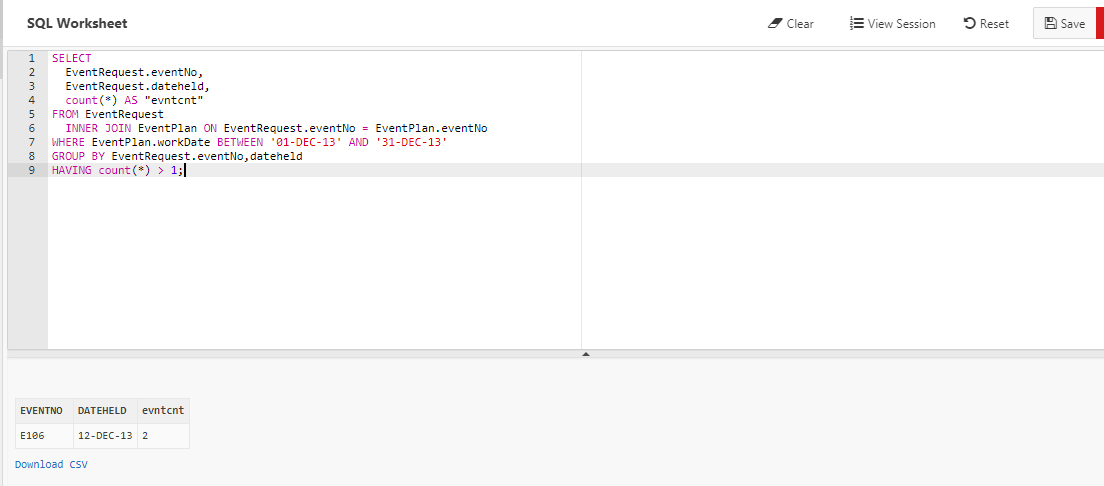 SQL Worksheet
Clear View Session Reset Save
1 SELECT
2 EventRequest.eventNo,
3 EventRequest.dateheld,
4 count(*) AS "evntcnt"
5 FROM EventRequest
6 INNER JOIN EventPlan ON EventRequest.eventNo = EventPlan.eventNo
7 WHERE EventPlan.workDate BETWEEN '01-DEC-13' AND '31-DEC-13'
8 GROUP BY EventRequest.eventNo,dateheld
9 HAVING count(*) > 1;
EVENTNO DATEHELD evntcnt
E106 12-DEC-13 2
Download CSV